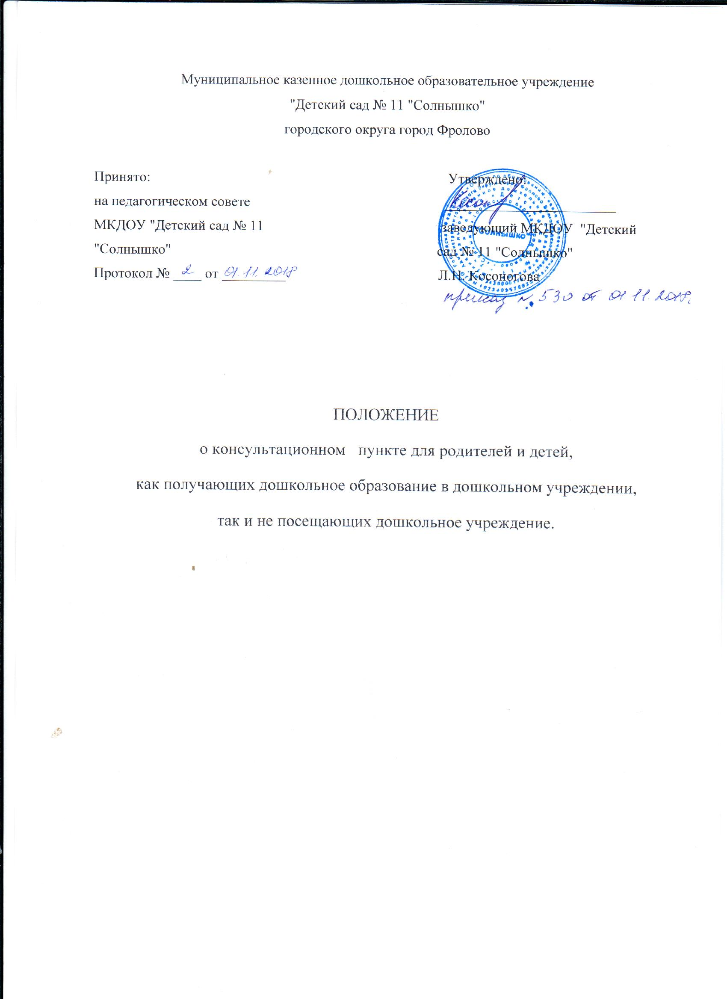 Муниципальное казенное дошкольное образовательное учреждение
"Детский сад № 11 "Солнышко"
городского округа город Фролово
Принято:
на педагогическом совете
МКДОУ "Детский сад № 11
"Солнышко"
Протокол № 2 от 01.11.2018
Утверждено:
заведующий МКДОУ "Детский
сад № 11 "Солнышко"
Л.Н. Косоногова
приказ № 530 от 01 11. 2018г
"Солнышко"
ПОЛОЖЕНИЕ
о консультационном пункте для родителей и детей,
как получающих дошкольное образование в дошкольном учреждении,
так и не посещающих дошкольное учреждение.